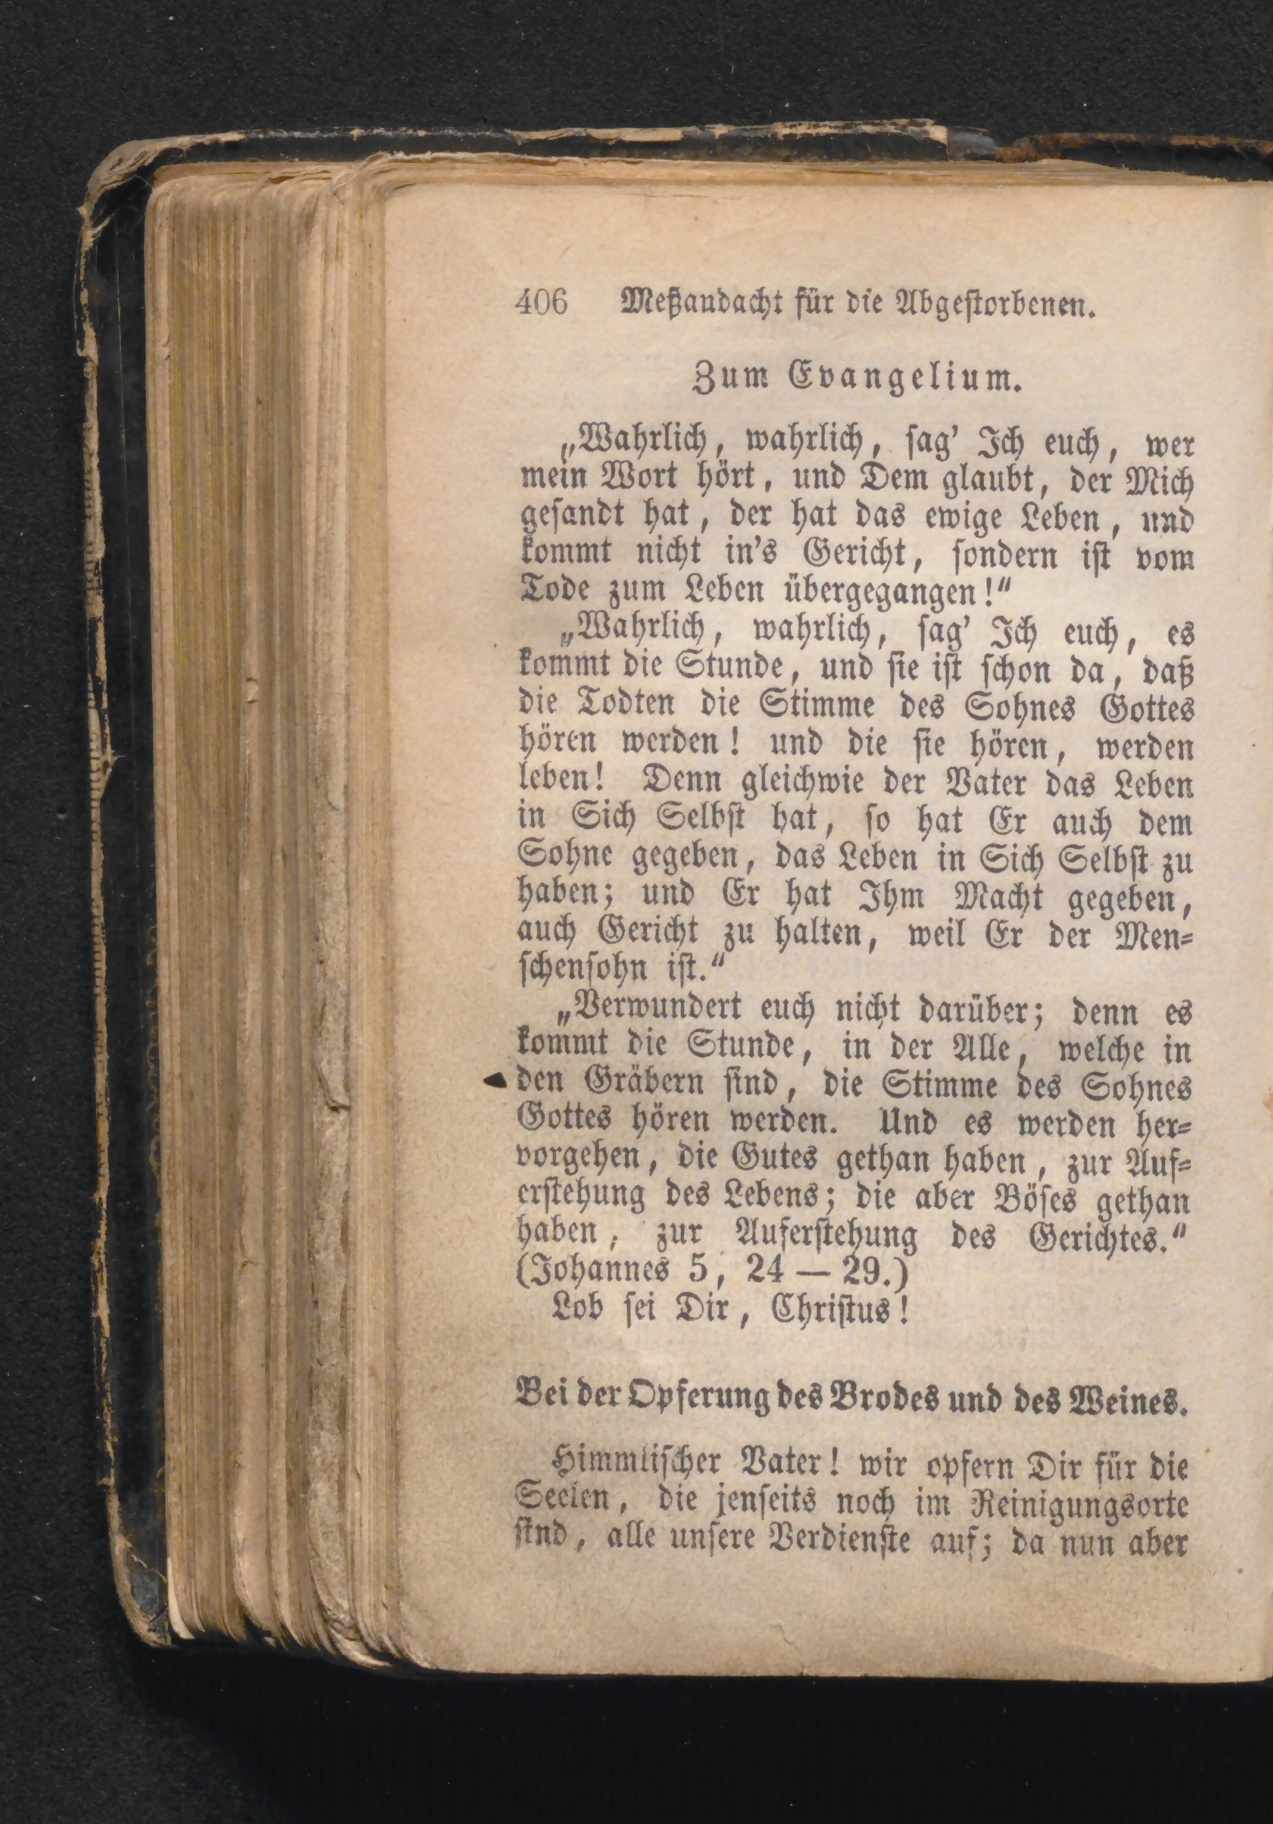 406 Meßandacht für die Abgestorbenen.
Zum Evangelium.
„Wahrlich, wahrlich, sag' Ich euch, wer
mein Wort hört, und Dem glaubt, der Mich
gesandt hat, der hat das ewige Leben, und
kommt nicht in's Gericht, sondern ist vom
Tode zum Leben übergegangen!“
„Wahrlich, wahrlich, sag' Ich euch, es
kommt die Stunde, und sie ist schon da, daß
die Todten die Stimme des Sohnes Gottes
hören werden! und die sie hören, werden
leben! Denn gleichwie der Vater das Leben
in Sich Selbst hat, so hat Er auch dem
Sohne gegeben, das Leben in Sich Selbst zu
haben; und Er hat Ihm Macht gegeben,
auch Gericht zu halten, weil Er der Men-
schensohn ist.“
„Verwundert euch nicht darüber; denn es
kommt die Stunde, in der Alle, welche in
den Gräbern sind, die Stimme des Sohnes
Gottes hören werden. Und es werden her-
vorgehen, die Gutes gethan haben, zur Auf-
erstehung des Lebens; die aber Böses gethan
haben, zur Auferstehung des Gerichtes.“
(Johannes 5, 24 — 29.)
Lob sei Dir, Christus!
Bei der Opferung des Brodes und des Weines.
Himmlischer Vater! wir opfern Dir für die
Seelen, die jenseits noch im Reinigungsorte
sind, alle unsere Verdienste auf; da nun aber